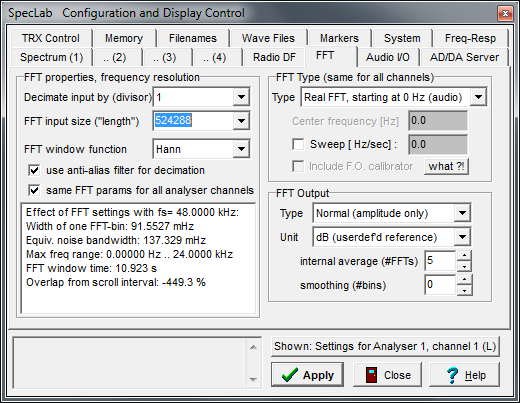 SpecLab   Configuration and Display Control
TRX Control
Memory
Filenames
Wave Files
Markers
System
Freq-Resp
Spectrum (1)
.. (2)
.. (3)
.. (4)
Radio DF
FFT
Audio I/O
AD/DA Server
FFT properties, frequency resolution
Decimate input by (divisor) 1
FFT input size ("length") 524288
FFT window function Hann
use anti-alias filter for decimation
same FFT params for all analyser channels
Effect of FFT settings with fs= 48.0000 kHz:
Width of one FFT-bin: 91.5527 mHz
Equiv. noise bandwidth: 137.329 mHz
Max freq range: 0.00000 Hz .. 24.0000 kHz
FFT window time: 10.923 s
Overlap from scroll interval: -449.3 %
FFT Type (same for all channels)
Type Real FFT, starting at 0 Hz (audio)
Center frequency [Hz] 0.0
Sweep [ Hz/sec] : 0.0
Include F.O. calibrator what ?!
FFT Output
Type Normal (amplitude only)
Unit dB (userdef'd reference)
internal average (#FFTs) 5
smoothing (#bins) 0
Shown: Settings for Analyser 1, channel 1 (L)
Apply
Close
Help